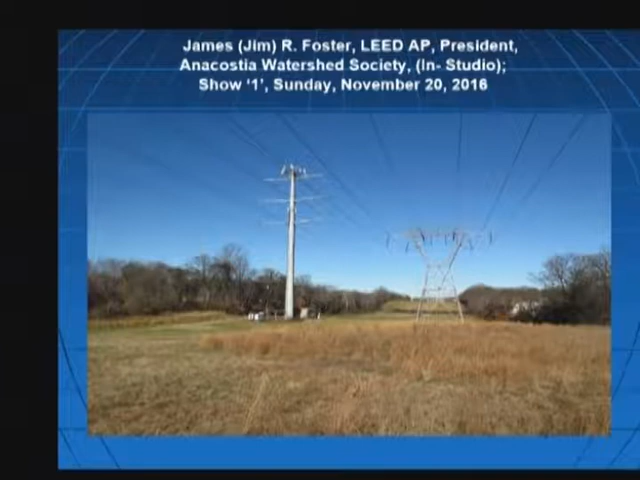 James (Jim) R. Foster, LEED AP, President,
Anacostia Watershed Society, (In- Studio);
Show ‘1’, Sunday, November 20, 2016